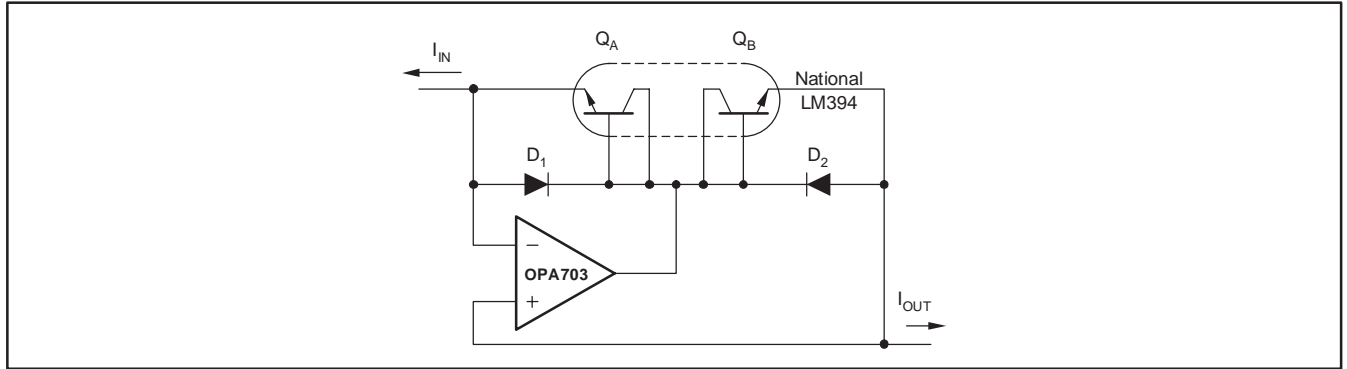 Q_A Q_B
I_IN
National
LM394
D_1 D_2
−
OPA703
+
I_OUT